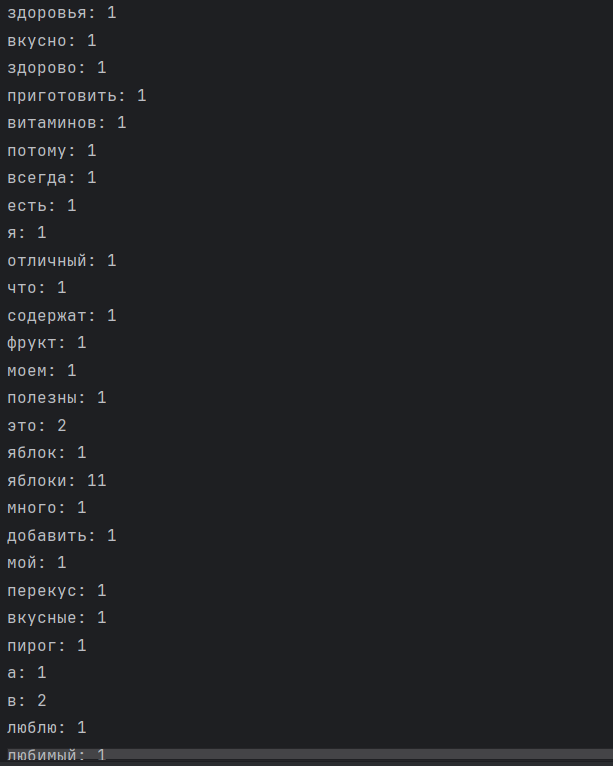 здоровья: 1
вкусно: 1
здорово: 1
приготовить: 1
витаминов: 1
потому: 1
всегда: 1
есть: 1
я: 1
отличный: 1
что: 1
содержат: 1
фрукт: 1
моем: 1
полезны: 1
это: 2
яблок: 1
яблоки: 11
много: 1
добавить: 1
мой: 1
перекус: 1
вкусные: 1
пирог: 1
а: 1
в: 2
люблю: 1
любимый: 1